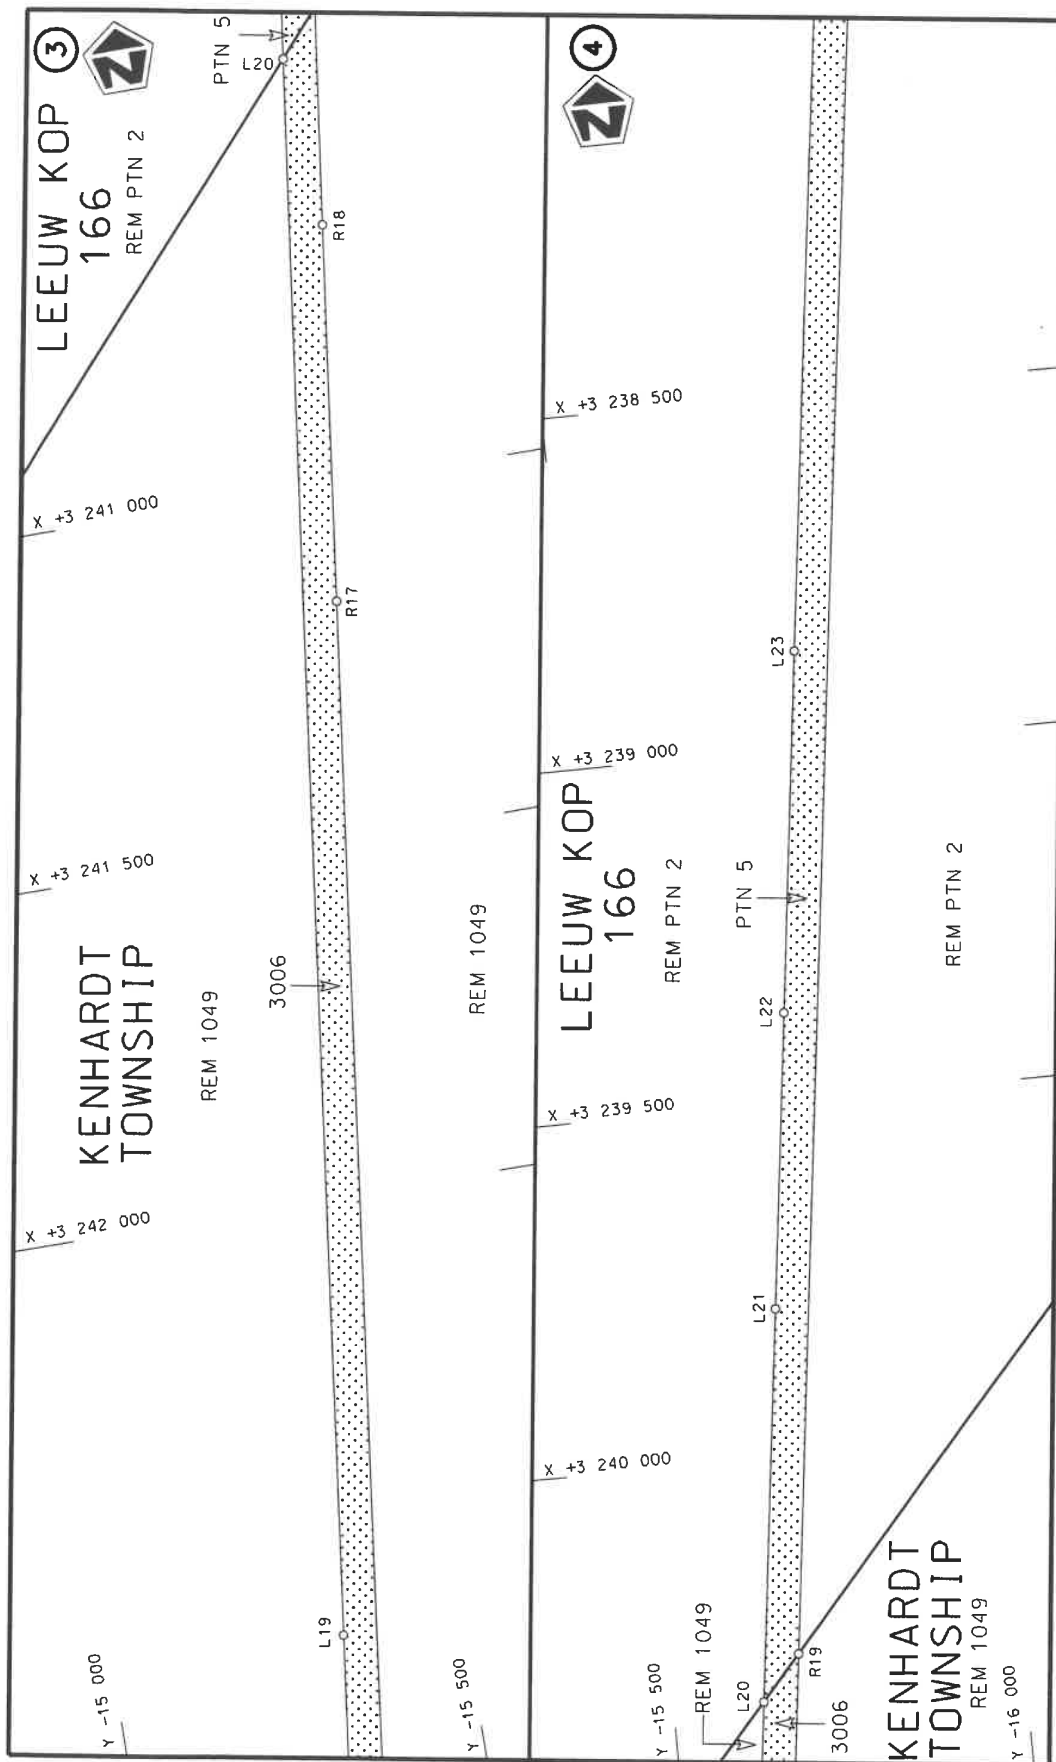 LEEUW KOP
166
REM PTN 2
3
N
PTN 5
L20
R18
X +3 241 000
R17
X +3 241 500
KENHARDT
TOWNSHIP
REM 1049
3006
REM 1049
X +3 242 000
L19
Y -15 000
Y -15 500
4
N
X +3 238 500
L23
X +3 239 000
LEEUW KOP
166
REM PTN 2
PTN 5
REM PTN 2
L22
X +3 239 500
L21
X +3 240 000
REM 1049
L20
R19
3006
KENHARDT
TOWNSHIP
REM 1049
Y -15 500
Y -16 000